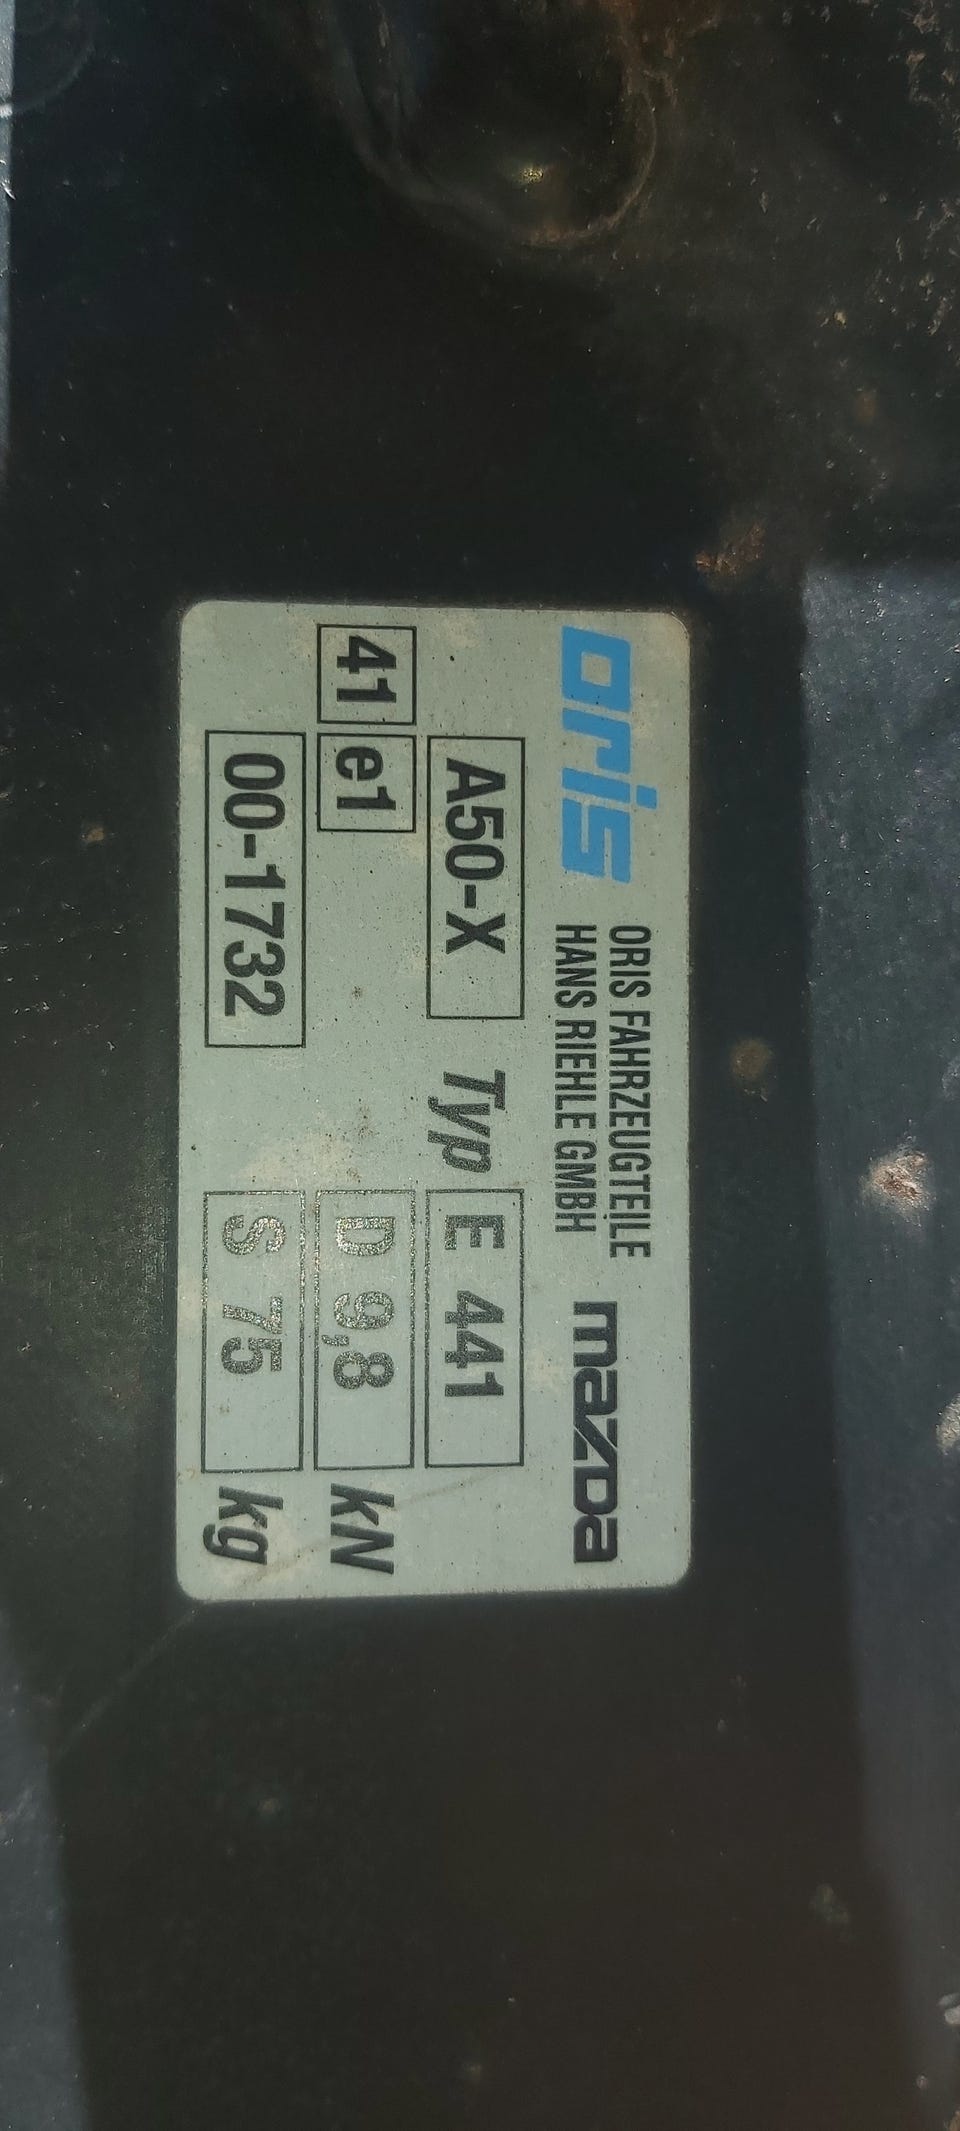 oris ORIS FAHRZEUGTEILE HANS RIEHLE GMBH mazda
A50-X Typ E 441
41 e1 D 9,8 kN
00-1732 S 75 kg